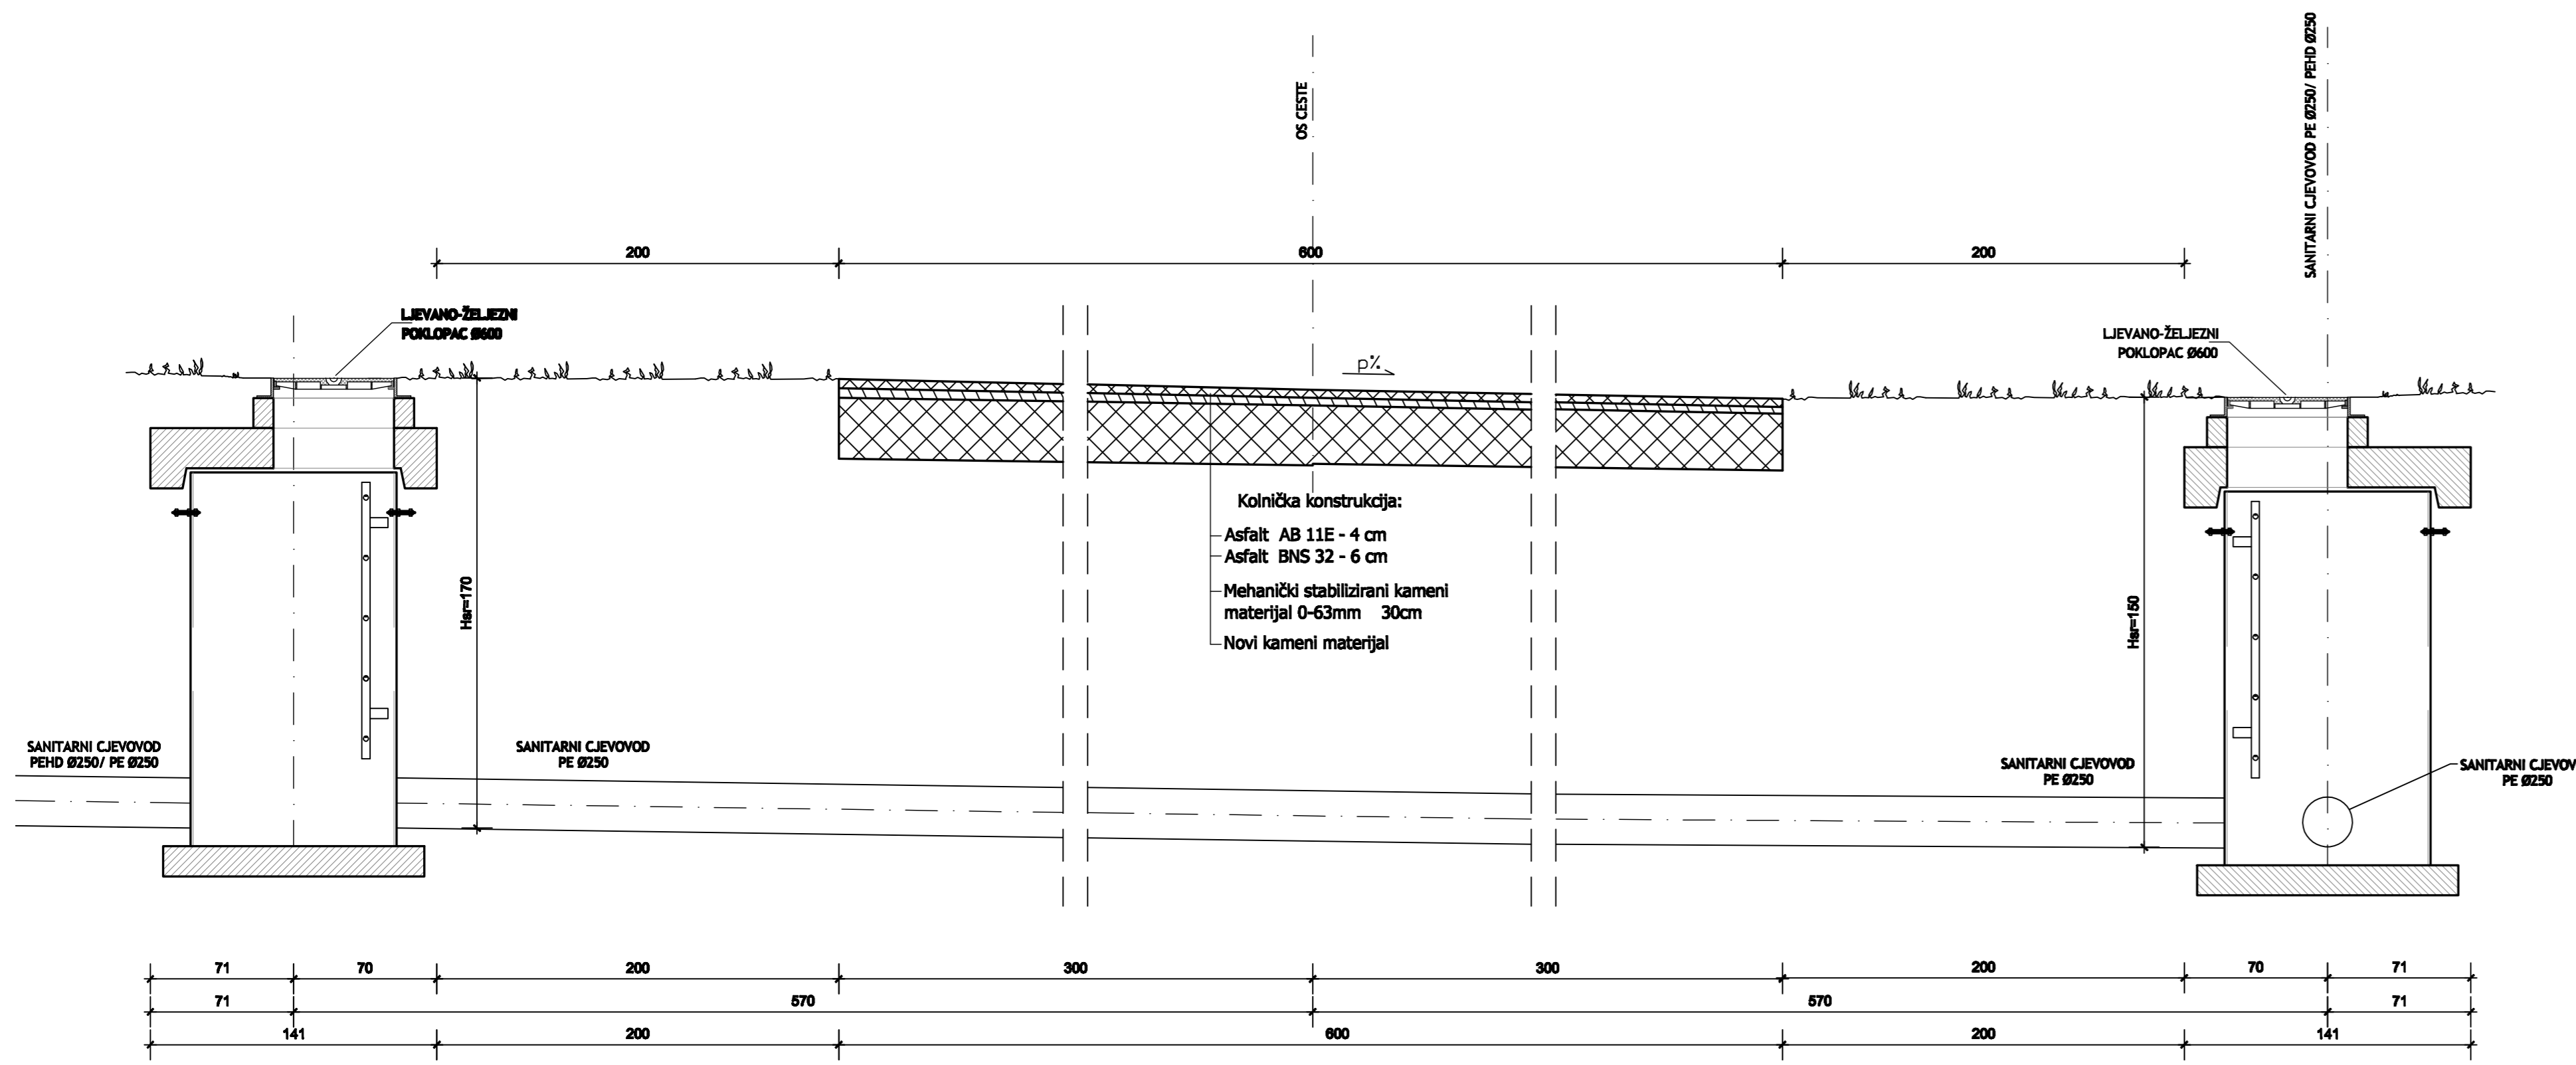 SANITARNI CJEVOVOD PE Ø250/ PEHD Ø250
OS CESTE
200
600
200
LJEVANO-ŽELJEZNI
POKLOPAC Ø600
LJEVANO-ŽELJEZNI
POKLOPAC Ø600
p%
Kolnička konstrukcija:
Asfalt AB 11E - 4 cm
Asfalt BNS 32 - 6 cm
Mehanički stabilizirani kameni
materijal 0-63mm 30cm
Novi kameni materijal
Hsr=170
Hsr=150
SANITARNI CJEVOVOD
PEHD Ø250/ PE Ø250
SANITARNI CJEVOVOD
PE Ø250
SANITARNI CJEVOVOD
PE Ø250
SANITARNI CJEVOV
PE Ø250
71 70 200 300 300 200 70 71
71 570 570 71
141 200 600 200 141